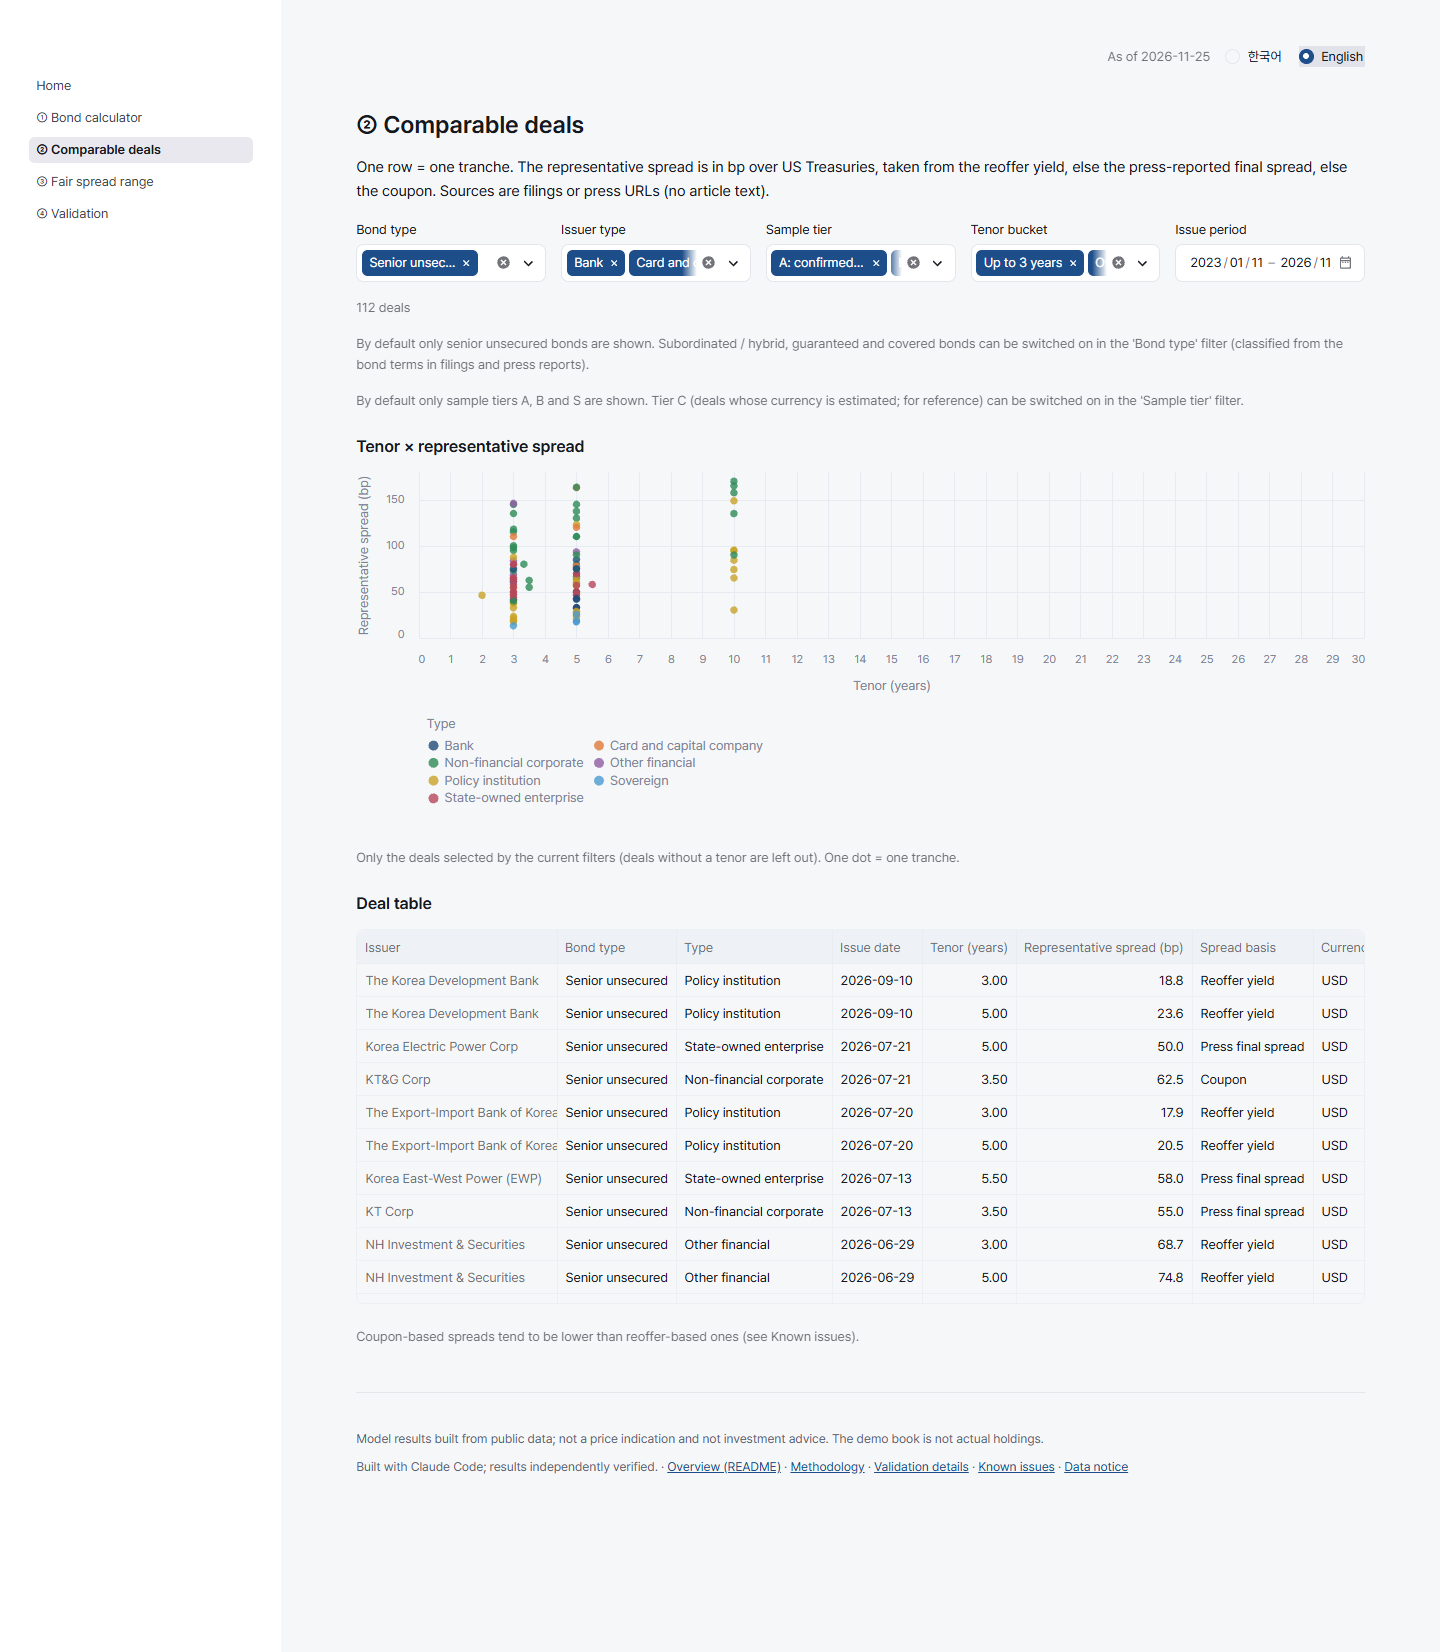 As of 2026-11-25 한국어 English
Home
① Bond calculator
② Comparable deals
③ Fair spread range
④ Validation
② Comparable deals
One row = one tranche. The representative spread is in bp over US Treasuries, taken from the reoffer yield, else the press-reported final spread, else
the coupon. Sources are filings or press URLs (no article text).
Bond type Issuer type Sample tier Tenor bucket Issue period
Senior unsec... × Bank × Card and A: confirmed... × Up to 3 years × 2023/01/11 – 2026/11
112 deals
By default only senior unsecured bonds are shown. Subordinated / hybrid, guaranteed and covered bonds can be switched on in the 'Bond type' filter (classified from the
bond terms in filings and press reports).
By default only sample tiers A, B and S are shown. Tier C (deals whose currency is estimated; for reference) can be switched on in the 'Sample tier' filter.
Tenor × representative spread
Representative spread (bp)
150
100
50
0
0 1 2 3 4 5 6 7 8 9 10 11 12 13 14 15 16 17 18 19 20 21 22 23 24 25 26 27 28 29 30
Tenor (years)
Type
Bank Card and capital company
Non-financial corporate Other financial
Policy institution Sovereign
State-owned enterprise
Only the deals selected by the current filters (deals without a tenor are left out). One dot = one tranche.
Deal table
Issuer Bond type Type Issue date Tenor (years) Representative spread (bp) Spread basis Currenc
The Korea Development Bank Senior unsecured Policy institution 2026-09-10 3.00 18.8 Reoffer yield USD
The Korea Development Bank Senior unsecured Policy institution 2026-09-10 5.00 23.6 Reoffer yield USD
Korea Electric Power Corp Senior unsecured State-owned enterprise 2026-07-21 5.00 50.0 Press final spread USD
KT&G Corp Senior unsecured Non-financial corporate 2026-07-21 3.50 62.5 Coupon USD
The Export-Import Bank of Korea Senior unsecured Policy institution 2026-07-20 3.00 17.9 Reoffer yield USD
The Export-Import Bank of Korea Senior unsecured Policy institution 2026-07-20 5.00 20.5 Reoffer yield USD
Korea East-West Power (EWP) Senior unsecured State-owned enterprise 2026-07-13 5.50 58.0 Press final spread USD
KT Corp Senior unsecured Non-financial corporate 2026-07-13 3.50 55.0 Press final spread USD
NH Investment & Securities Senior unsecured Other financial 2026-06-29 3.00 68.7 Reoffer yield USD
NH Investment & Securities Senior unsecured Other financial 2026-06-29 5.00 74.8 Reoffer yield USD
Coupon-based spreads tend to be lower than reoffer-based ones (see Known issues).
Model results built from public data; not a price indication and not investment advice. The demo book is not actual holdings.
Built with Claude Code; results independently verified. · Overview (README) · Methodology · Validation details · Known issues · Data notice